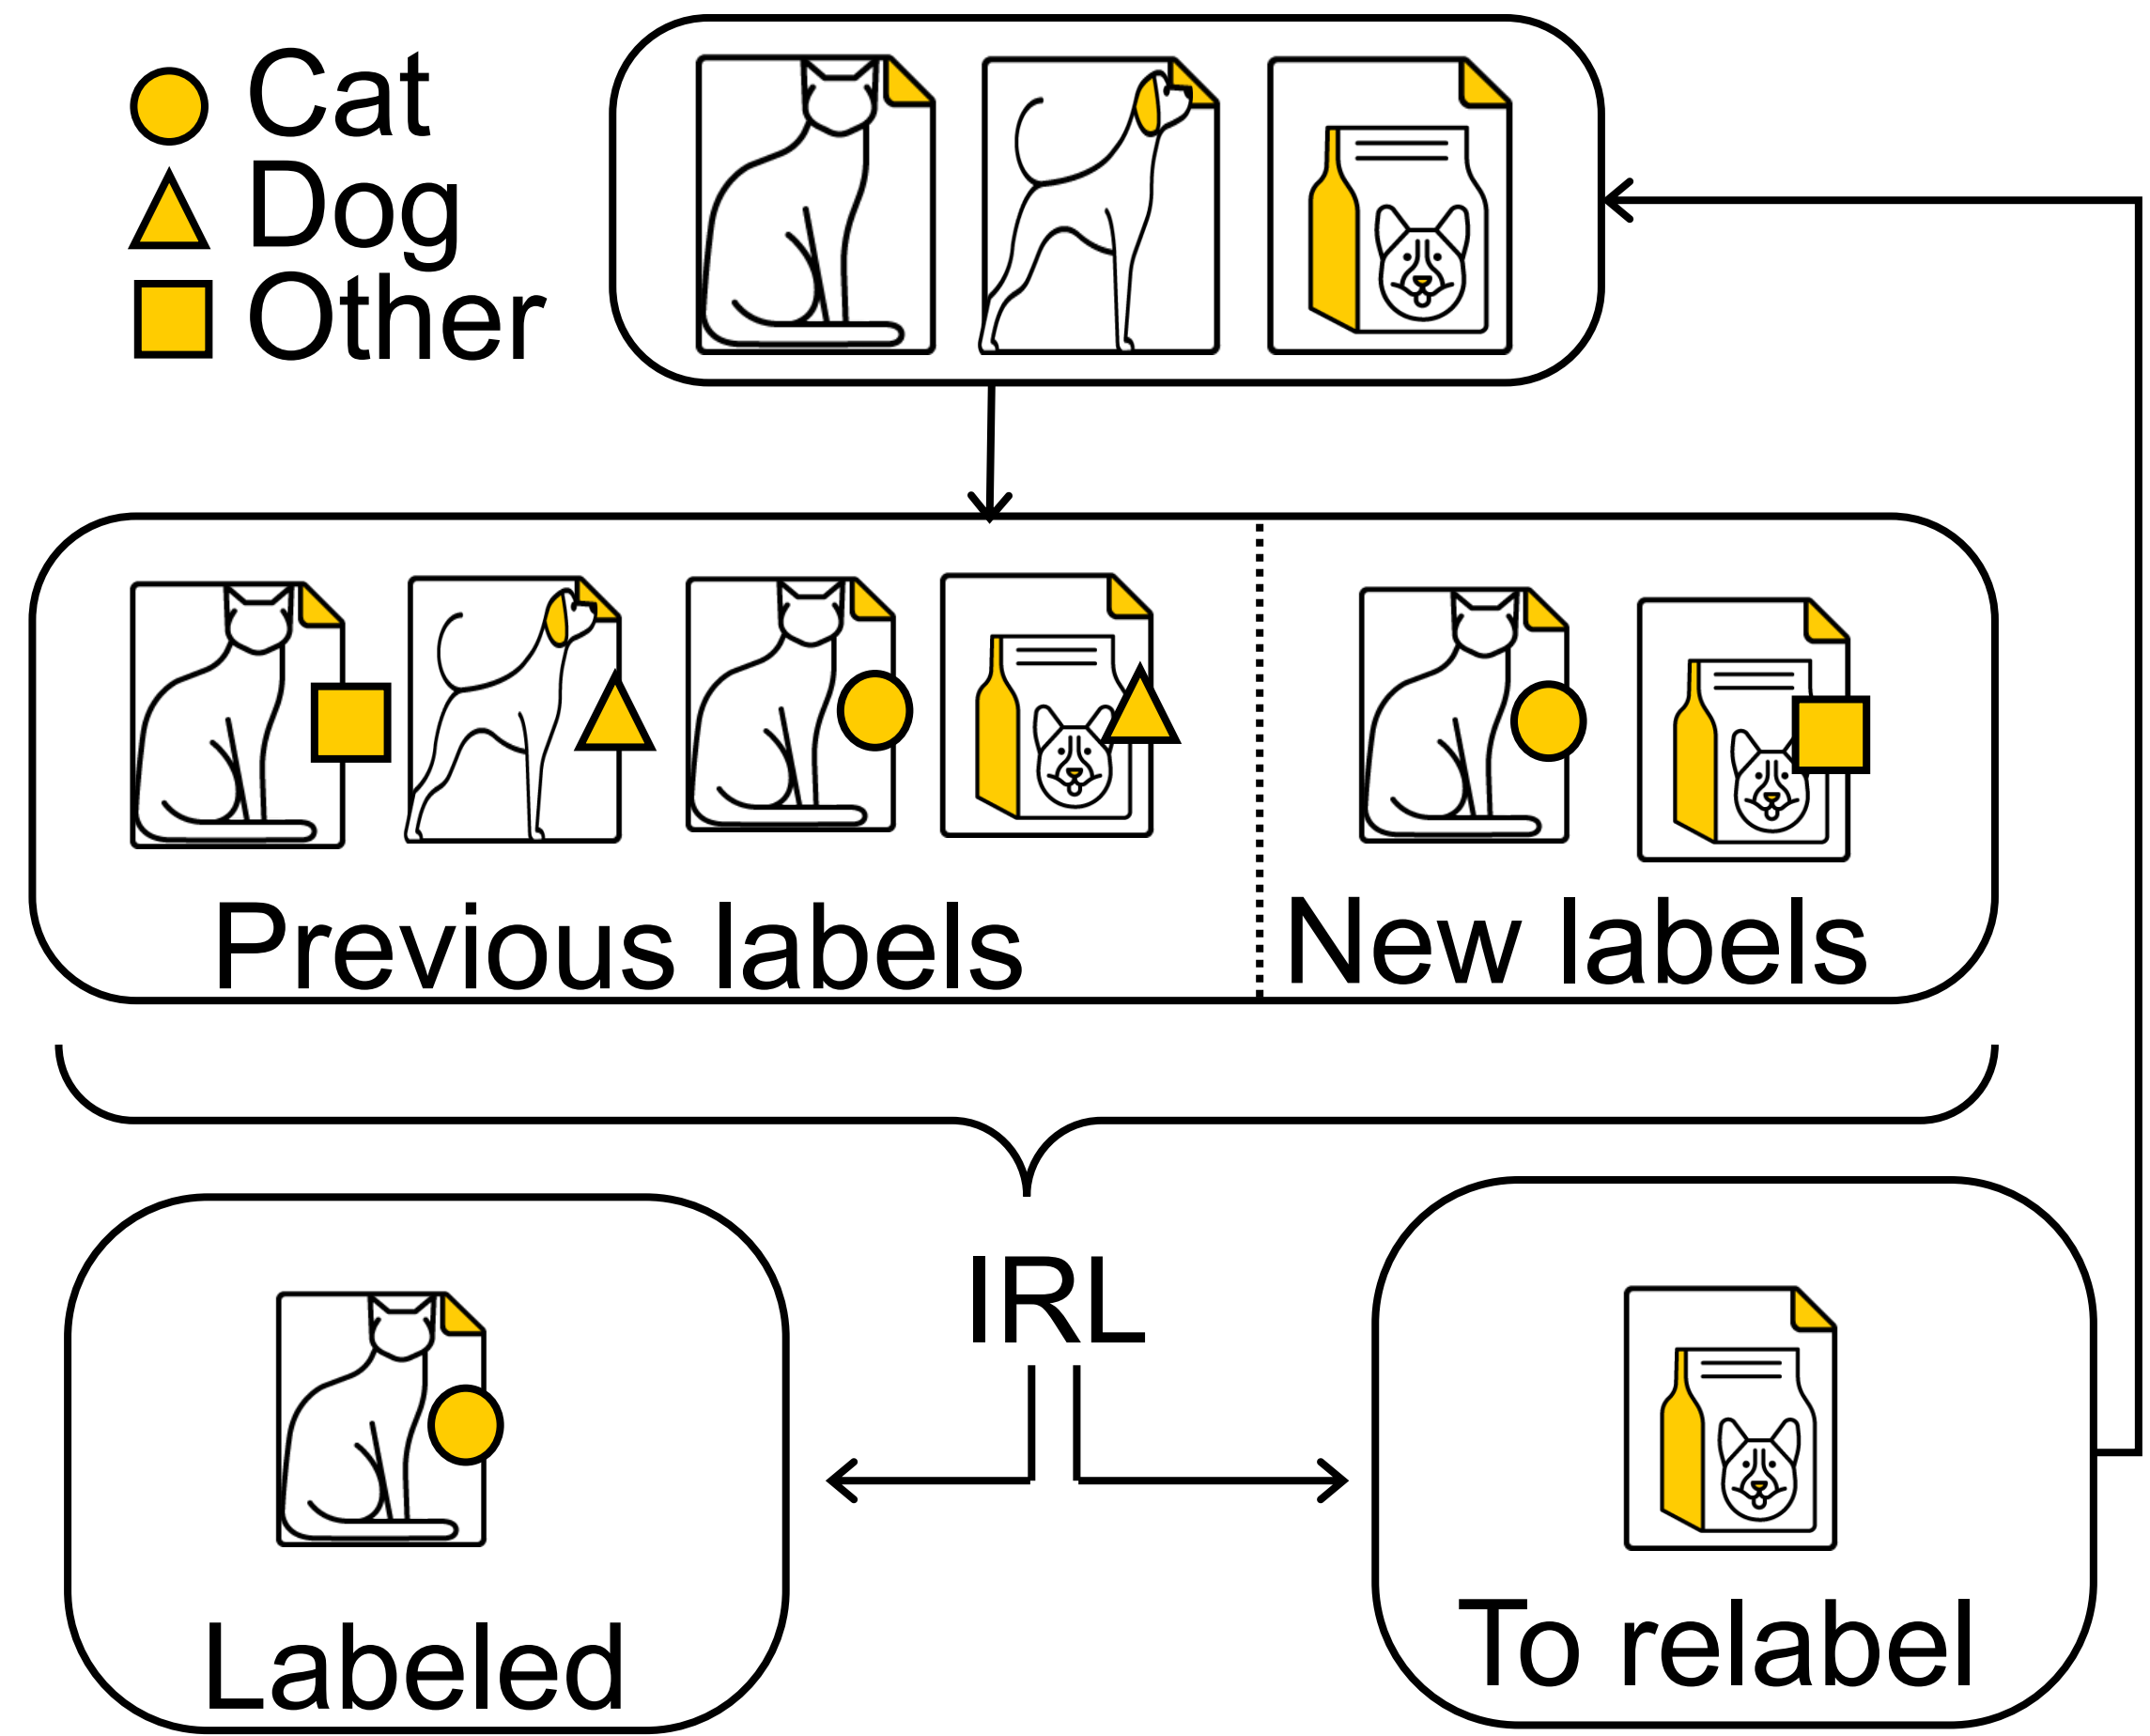 Cat
Dog
Other
Previous labels
New labels
IRL
Labeled
To relabel